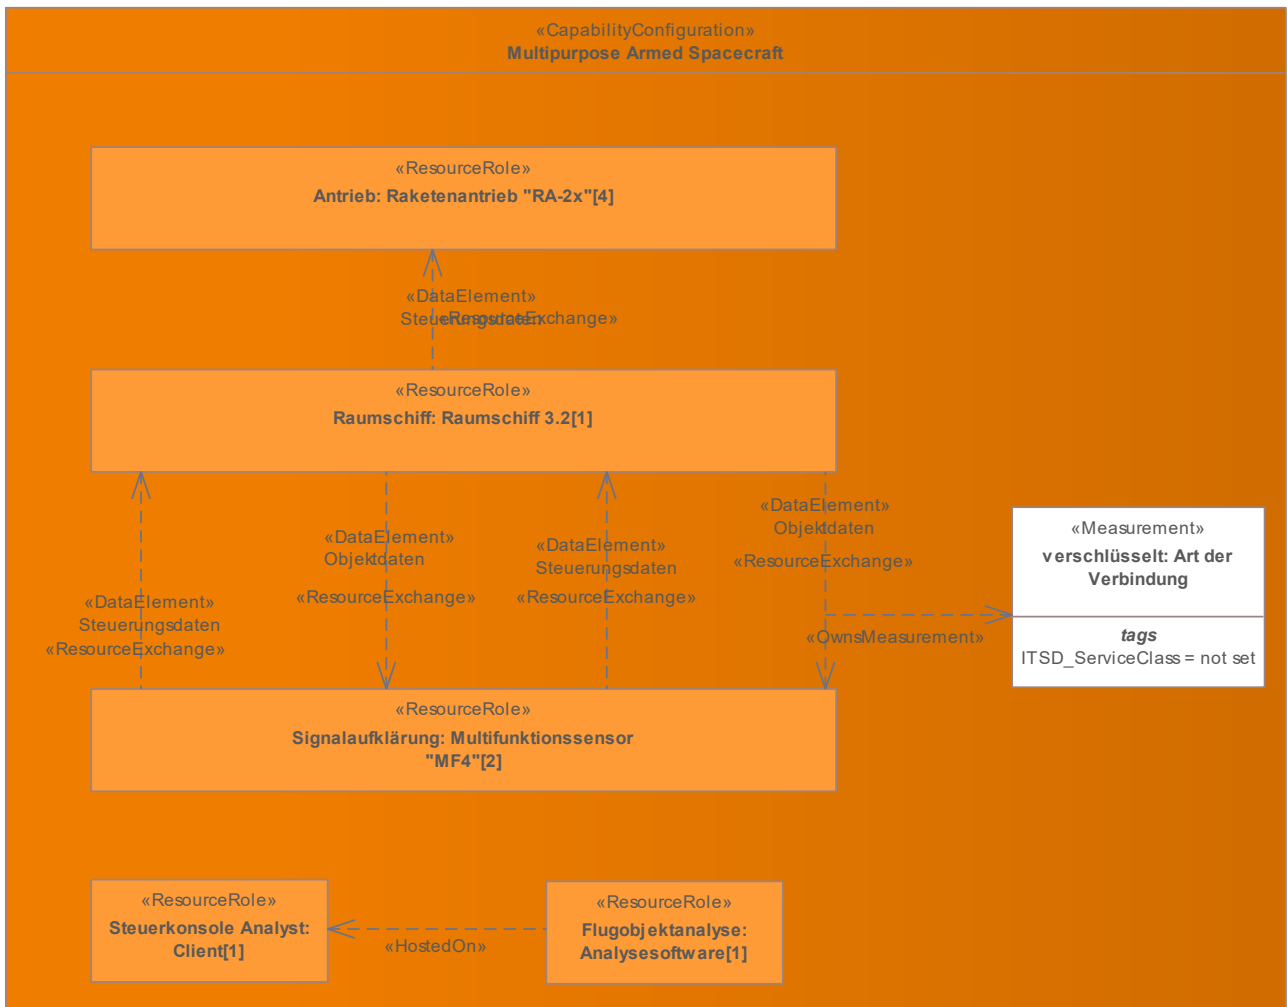 «CapabilityConfiguration»
Multipurpose Armed Spacecraft
«ResourceRole»
Antrieb: Raketenantrieb "RA-2x"[4]
«DataElement»
Steuerungsdaten
«ResourceExchange»
«ResourceRole»
Raumschiff: Raumschiff 3.2[1]
«DataElement»
Steuerungsdaten
«ResourceExchange»
«DataElement»
Objektdaten
«ResourceExchange»
«DataElement»
Steuerungsdaten
«ResourceExchange»
«DataElement»
Objektdaten
«ResourceExchange»
«OwnsMeasurement»
«Measurement»
verschlüsselt: Art der
Verbindung
tags
ITSD_ServiceClass = not set
«ResourceRole»
Signalaufklärung: Multifunktionssensor
"MF4"[2]
«ResourceRole»
Steuerkonsole Analyst:
Client[1]
«HostedOn»
«ResourceRole»
Flugobjektanalyse:
Analysesoftware[1]